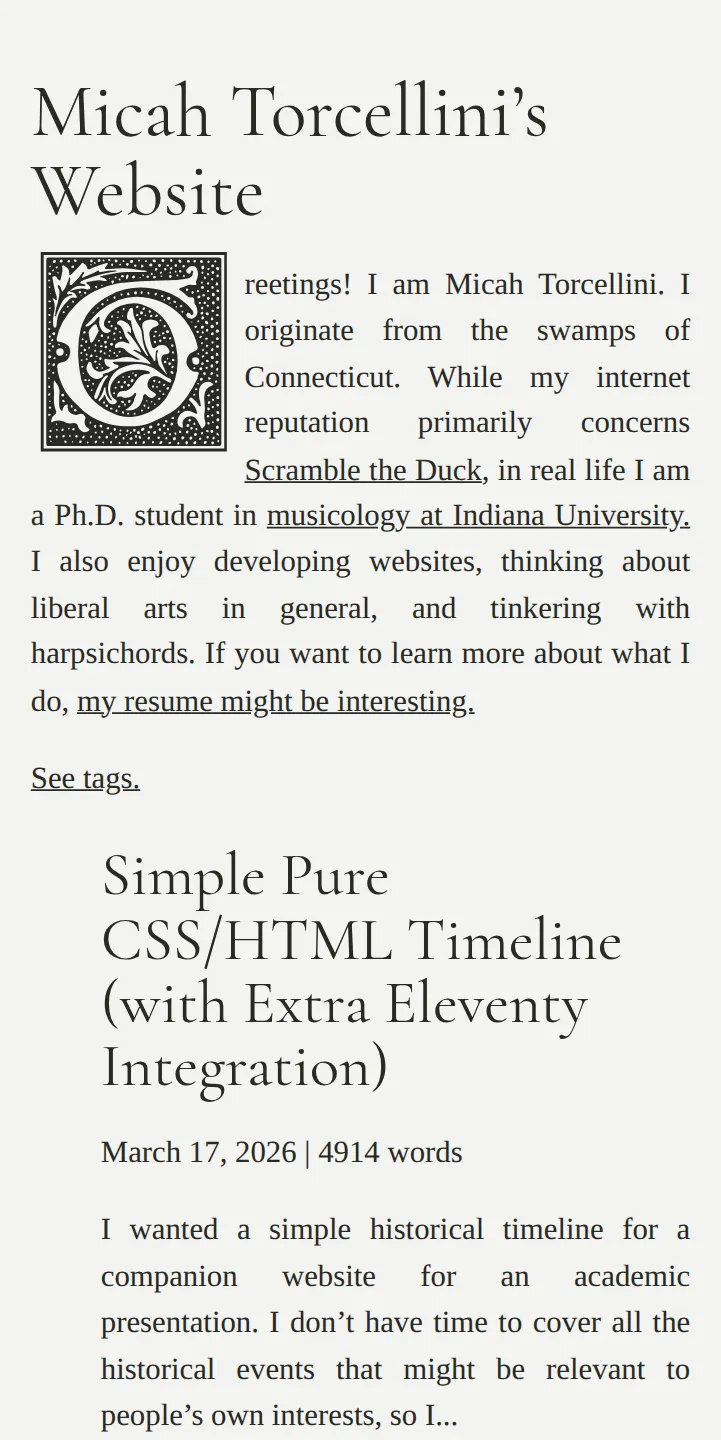 Micah Torcellini’s
Website
Greetings! I am Micah Torcellini. I
originate from the swamps of
Connecticut. While my internet
reputation primarily concerns
Scramble the Duck, in real life I am
a Ph.D. student in musicology at Indiana University.
I also enjoy developing websites, thinking about
liberal arts in general, and tinkering with
harpsichords. If you want to learn more about what I
do, my resume might be interesting.
See tags.
Simple Pure
CSS/HTML Timeline
(with Extra Eleventy
Integration)
March 17, 2026 | 4914 words
I wanted a simple historical timeline for a
companion website for an academic
presentation. I don’t have time to cover all the
historical events that might be relevant to
people’s own interests, so I...